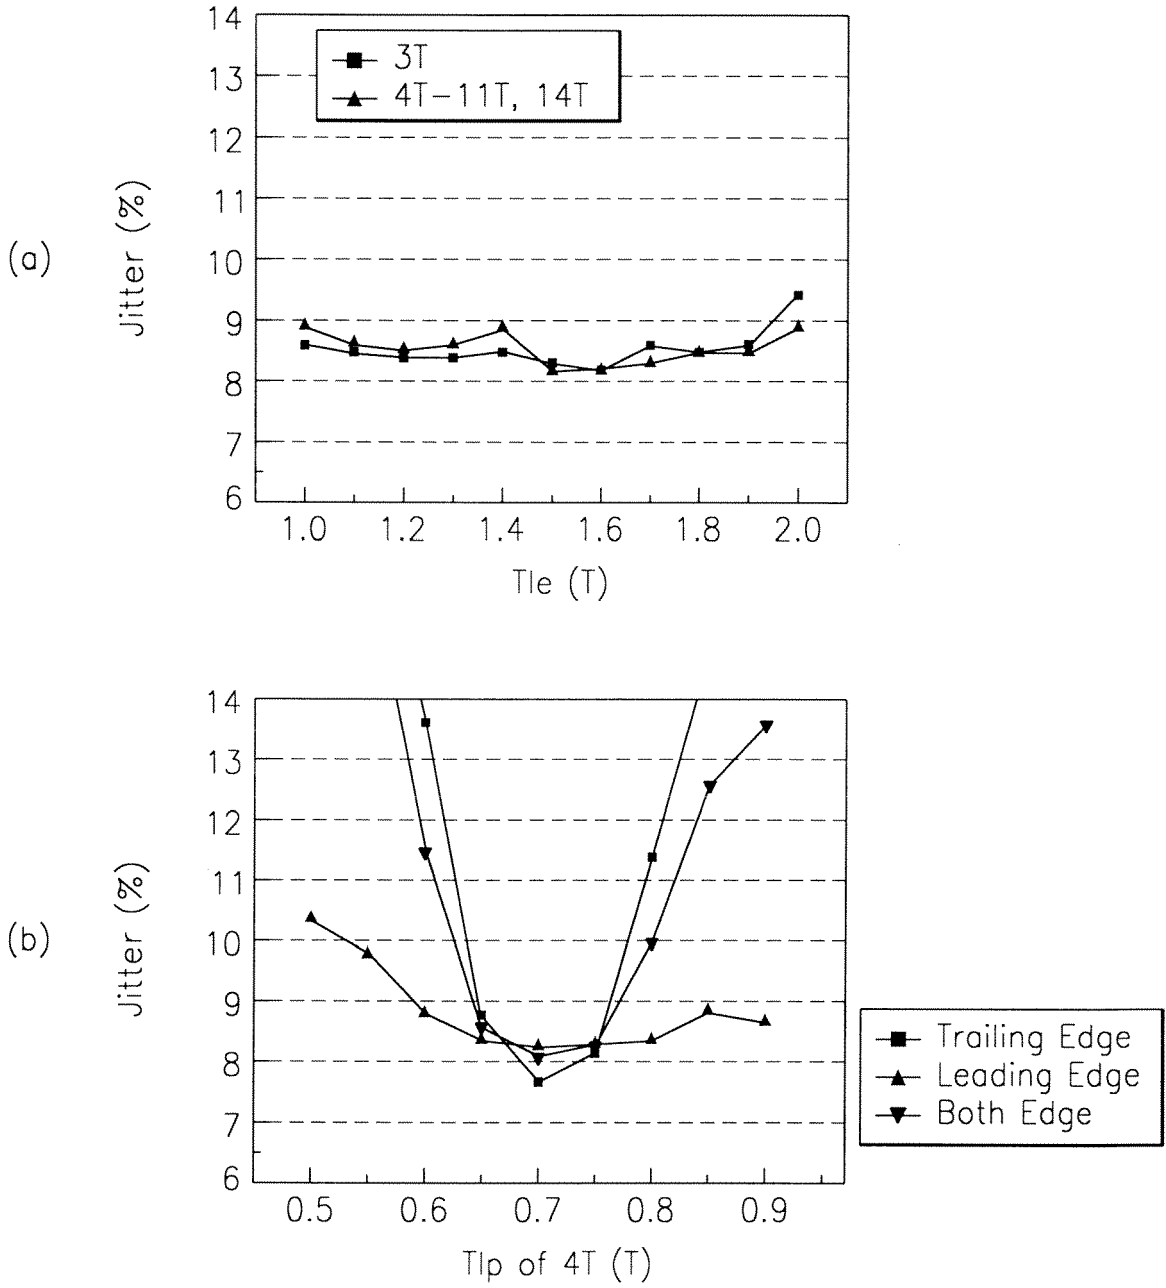 (a)
Jitter (%)
14
13
12
11
10
9
8
7
6
3T
4T-11T, 14T
1.0 1.2 1.4 1.6 1.8 2.0
Tle (T)
(b)
Jitter (%)
14
13
12
11
10
9
8
7
6
0.5 0.6 0.7 0.8 0.9
Tlp of 4T (T)
Trailing Edge
Leading Edge
Both Edge